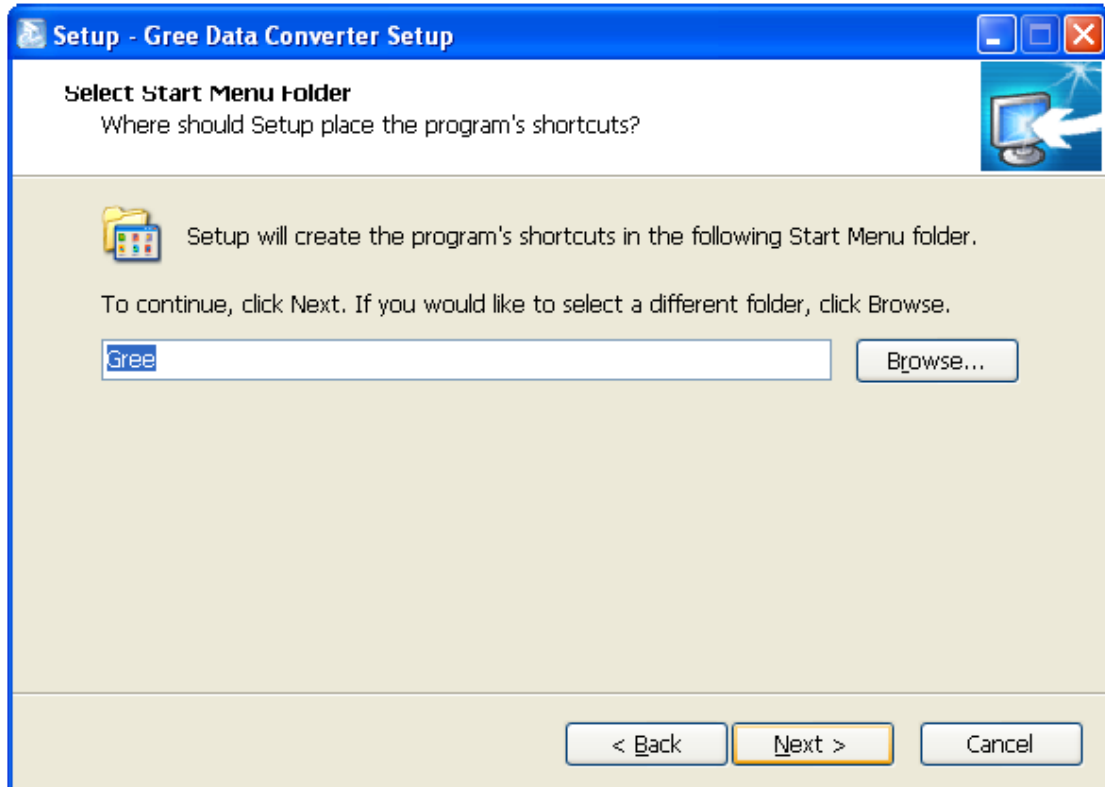 Setup - Gree Data Converter Setup
Select Start Menu Folder
Where should Setup place the program's shortcuts?
Setup will create the program's shortcuts in the following Start Menu folder.
To continue, click Next. If you would like to select a different folder, click Browse.
Gree
Browse...
< Back
Next >
Cancel